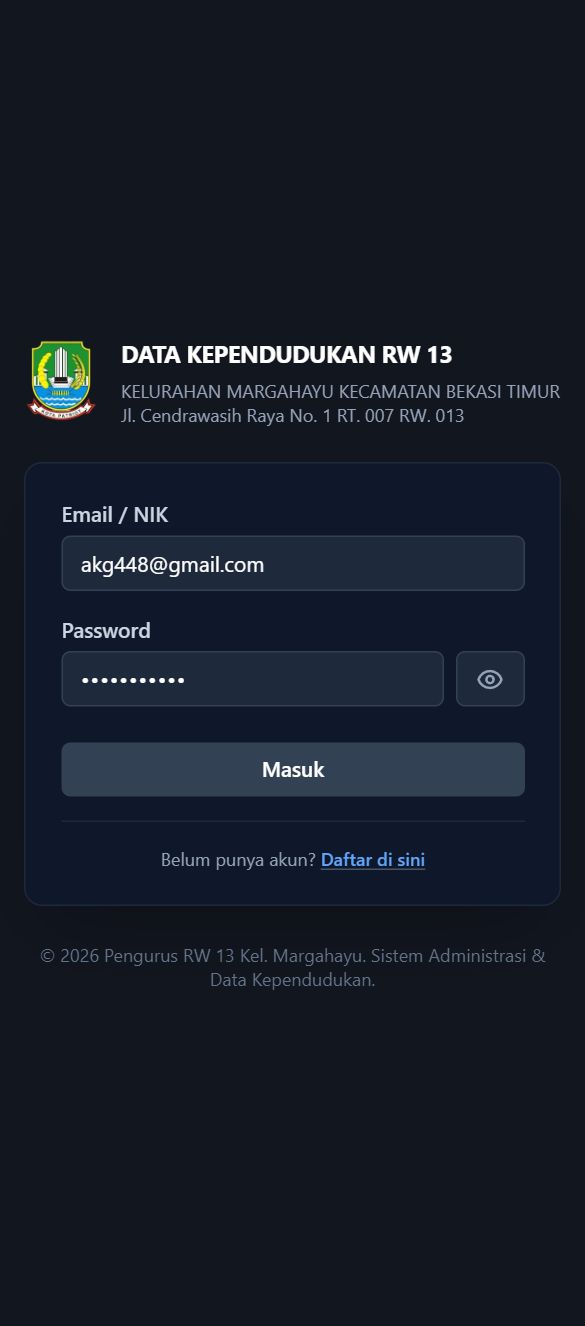 DATA KEPENDUDUKAN RW 13
KELURAHAN MARGAHAYU KECAMATAN BEKASI TIMUR
Jl. Cendrawasih Raya No. 1 RT. 007 RW. 013
KOTA PATRIOT
Email / NIK
akg448@gmail.com
Password
•••••••••••
Masuk
Belum punya akun? Daftar di sini
© 2026 Pengurus RW 13 Kel. Margahayu. Sistem Administrasi &
Data Kependudukan.